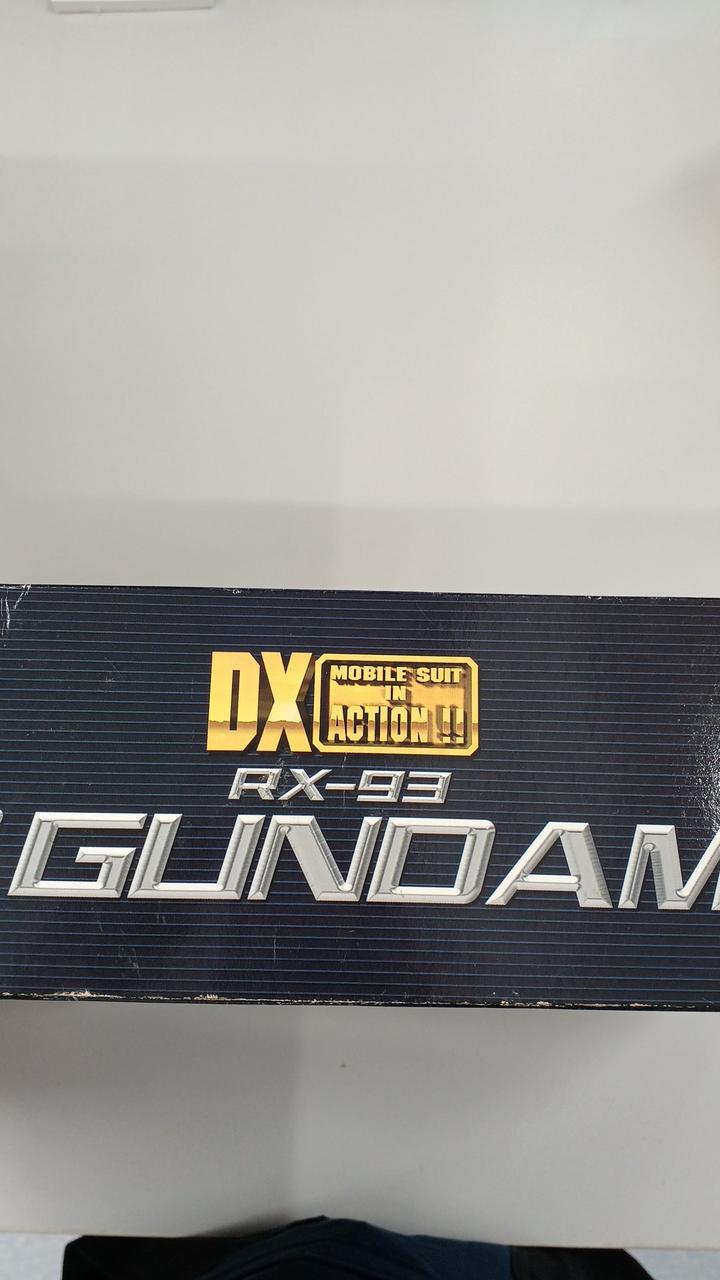 DX MOBILE SUIT
IN
ACTION !!
RX-93
GUNDAM